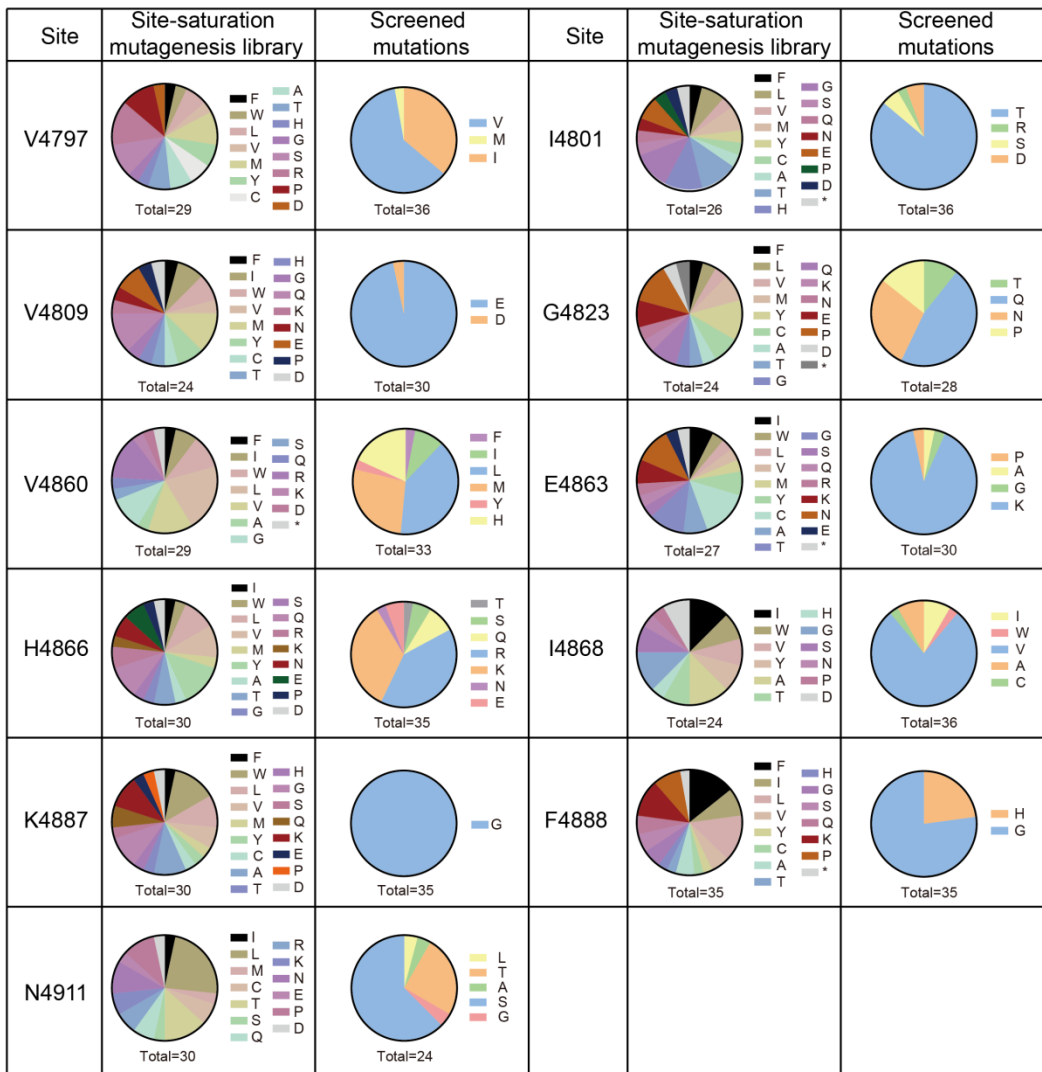 Site
Site-saturation
mutagenesis library
Screened
mutations
Site
Site-saturation
mutagenesis library
Screened
mutations
V4797
F
W
L
V
M
Y
C
A
T
H
G
S
R
P
D
Total=29
V
M
I
Total=36
I4801
F
L
V
M
Y
C
A
T
H
G
S
Q
N
E
P
D
*
Total=26
T
R
S
D
Total=36
V4809
F
I
W
V
M
Y
C
T
H
G
Q
K
N
E
P
D
Total=24
E
D
Total=30
G4823
F
L
V
M
Y
C
A
T
G
Q
K
N
E
P
D
*
Total=24
T
Q
N
P
Total=28
V4860
F
I
W
L
V
A
G
S
Q
R
K
D
*
Total=29
F
I
L
M
Y
H
Total=33
E4863
I
W
L
V
M
Y
C
A
T
G
S
Q
R
K
N
E
*
Total=27
P
A
G
K
Total=30
H4866
I
W
L
V
M
Y
A
T
G
S
Q
R
K
N
E
P
D
Total=30
T
S
Q
R
K
N
E
Total=35
I4868
I
W
V
Y
A
T
H
G
S
N
P
D
Total=24
I
W
V
A
C
Total=36
K4887
F
W
L
V
M
Y
C
A
T
H
G
S
Q
K
E
P
D
Total=30
G
Total=35
F4888
F
I
L
V
Y
C
A
T
H
G
S
Q
K
P
*
Total=35
H
G
Total=35
N4911
I
L
M
C
T
S
Q
R
K
N
E
P
D
Total=30
L
T
A
S
G
Total=24